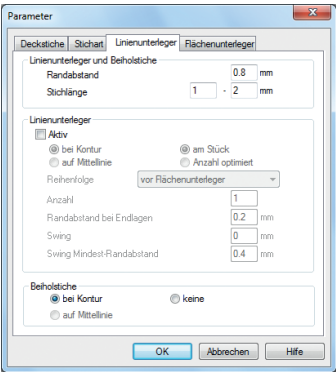 Parameter
Deckstiche Stichart Linienunterleger Flächenunterleger
Linienunterleger und Beiholstiche
Randabstand 0.8 mm
Stichlänge 1 - 2 mm
Linienunterleger
Aktiv
bei Kontur am Stück
auf Mittellinie Anzahl optimiert
Reihenfolge vor Flächenunterleger
Anzahl 1
Randabstand bei Endlagen 0.2 mm
Swing 0 mm
Swing Mindest-Randabstand 0.4 mm
Beiholstiche
bei Kontur keine
auf Mittellinie
OK Abbrechen Hilfe